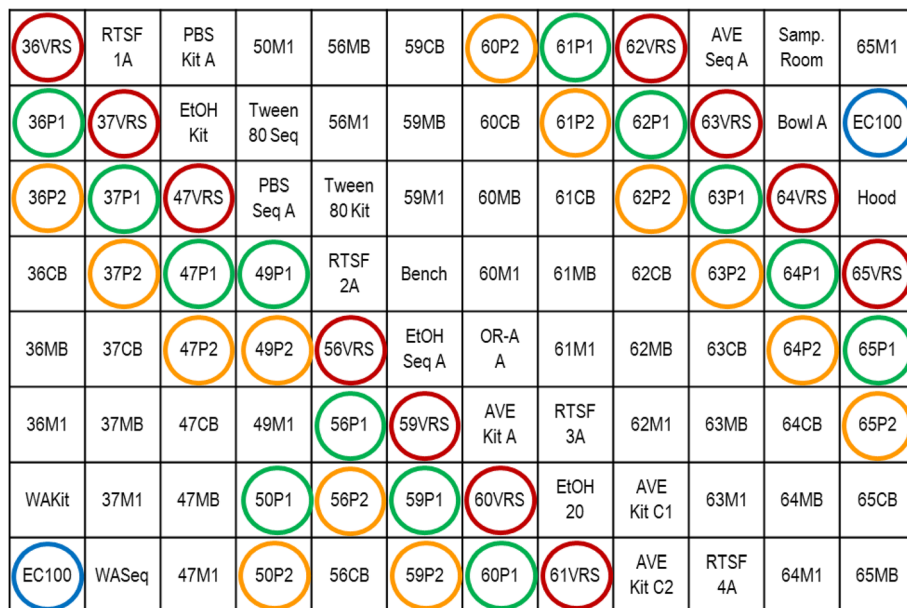 36VRS RTSF 1A PBS Kit A 50M1 56MB 59CB 60P2 61P1 62VRS AVE Seq A Samp. Room 65M1
36P1 37VRS EtOH Kit Tween 80 Seq 56M1 59MB 60CB 61P2 62P1 63VRS Bowl A EC100
36P2 37P1 47VRS PBS Seq A Tween 80 Kit 59M1 60MB 61CB 62P2 63P1 64VRS Hood
36CB 37P2 47P1 49P1 RTSF 2A Bench 60M1 61MB 62CB 63P2 64P1 65VRS
36MB 37CB 47P2 49P2 56VRS EtOH Seq A OR-A A 61M1 62MB 63CB 64P2 65P1
36M1 37MB 47CB 49M1 56P1 59VRS AVE Kit A RTSF 3A 62M1 63MB 64CB 65P2
WAKit 37M1 47MB 50P1 56P2 59P1 60VRS EtOH 20 AVE Kit C1 63M1 64MB 65CB
EC100 WASeq 47M1 50P2 56CB 59P2 60P1 61VRS AVE Kit C2 RTSF 4A 64M1 65MB